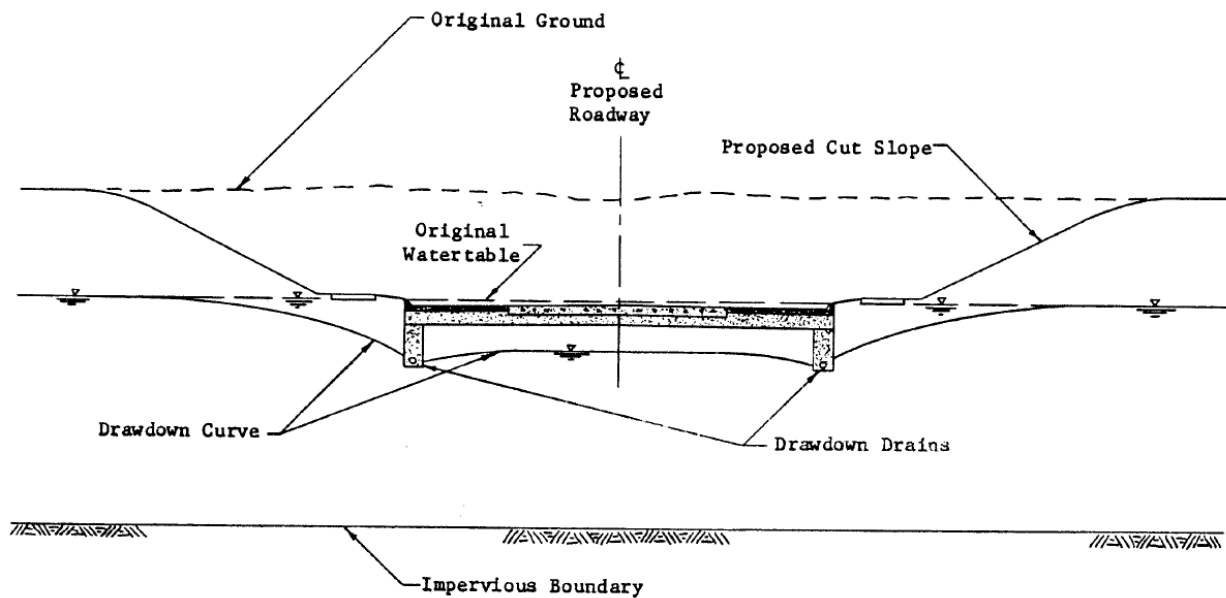 Original Ground
℄
Proposed
Roadway
Proposed Cut Slope
Original
Watertable
Drawdown Curve
Drawdown Drains
Impervious Boundary